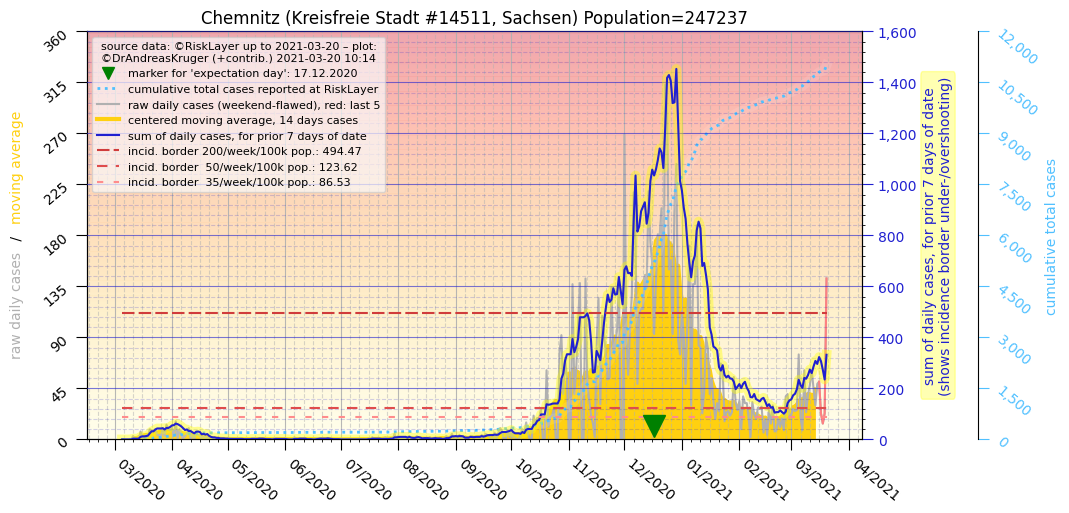 Chemnitz (Kreisfreie Stadt #14511, Sachsen) Population=247237
source data: ©RiskLayer up to 2021-03-20 – plot:
©DrAndreasKruger (+contrib.) 2021-03-20 10:14
marker for 'expectation day': 17.12.2020
cumulative total cases reported at RiskLayer
raw daily cases (weekend-flawed), red: last 5
centered moving average, 14 days cases
sum of daily cases, for prior 7 days of date
incid. border 200/week/100k pop.: 494.47
incid. border 50/week/100k pop.: 123.62
incid. border 35/week/100k pop.: 86.53
raw daily cases / moving average
360
315
270
225
180
135
90
45
0
03/2020
04/2020
05/2020
06/2020
07/2020
08/2020
09/2020
10/2020
11/2020
12/2020
01/2021
02/2021
03/2021
04/2021
1,600
1,400
1,200
1,000
800
600
400
200
0
sum of daily cases, for prior 7 days of date
(shows incidence border under-/overshooting)
12,000
10,500
9,000
7,500
6,000
4,500
3,000
1,500
0
cumulative total cases